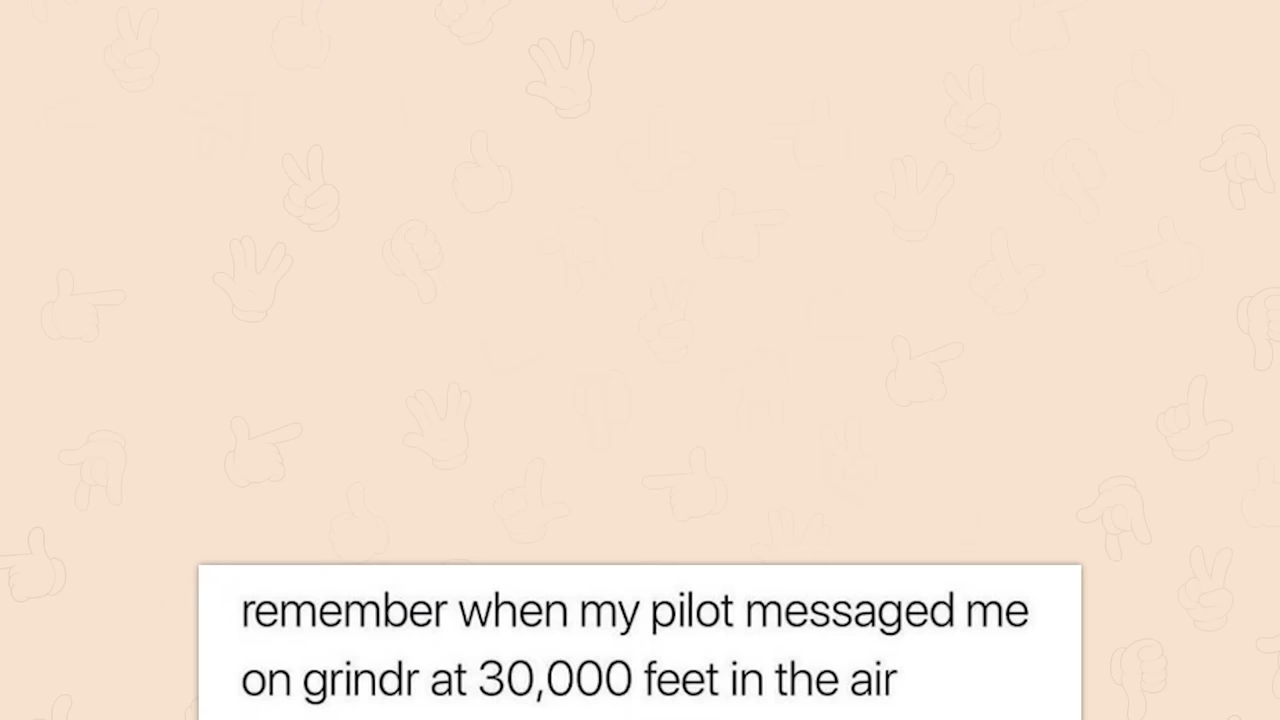 remember when my pilot messaged me
on grindr at 30,000 feet in the air